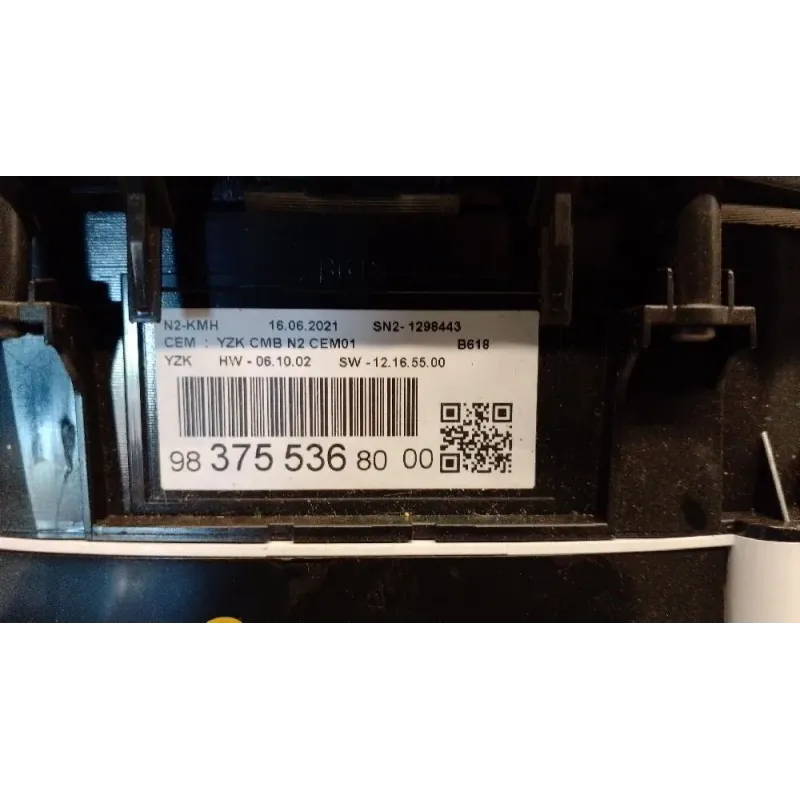 N2-KMH 16.06.2021 SN2- 1298443
CEM : YZK CMB N2 CEM01 B618
YZK HW - 06.10.02 SW -12.16.55.00
98 375 536 80 00